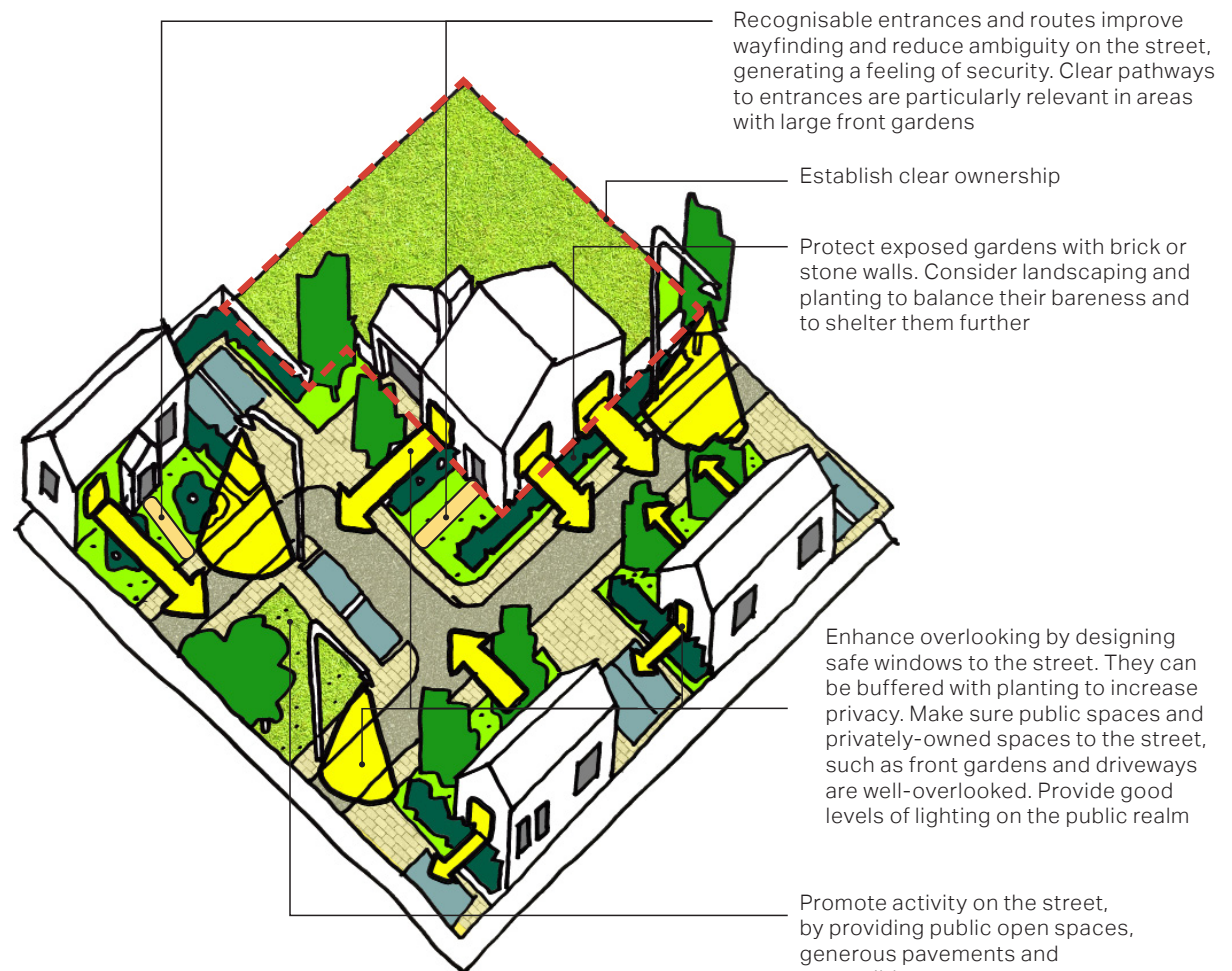 Recognisable entrances and routes improve
wayfinding and reduce ambiguity on the street,
generating a feeling of security. Clear pathways
to entrances are particularly relevant in areas
with large front gardens
Establish clear ownership
Protect exposed gardens with brick or
stone walls. Consider landscaping and
planting to balance their bareness and
to shelter them further
Enhance overlooking by designing
safe windows to the street. They can
be buffered with planting to increase
privacy. Make sure public spaces and
privately-owned spaces to the street,
such as front gardens and driveways
are well-overlooked. Provide good
levels of lighting on the public realm
Promote activity on the street,
by providing public open spaces,
generous pavements and